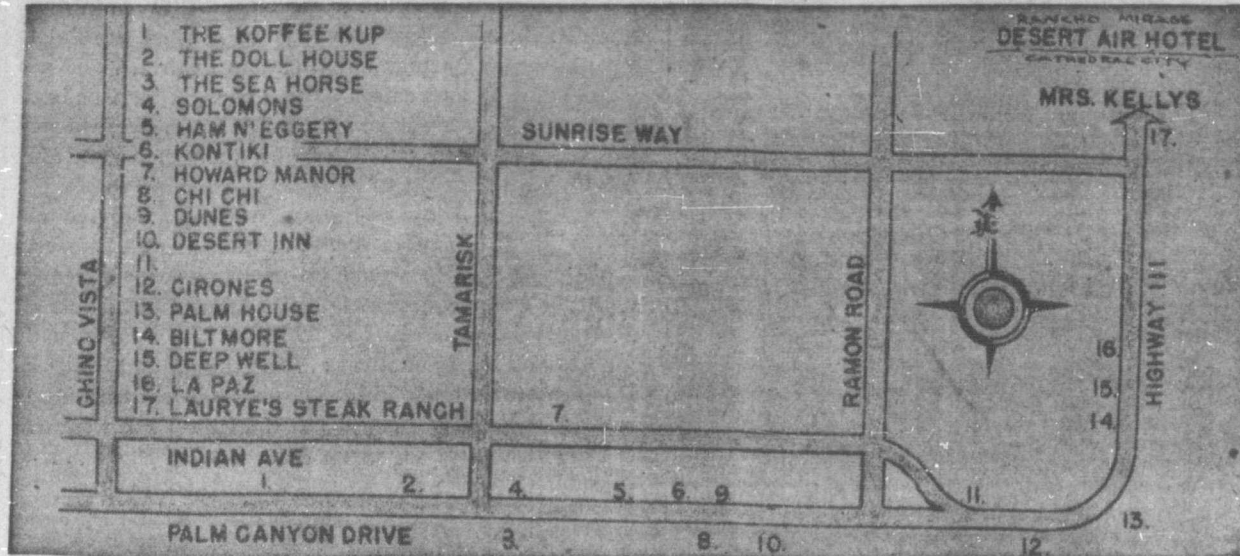 1. THE KOFFEE KUP
2. THE DOLL HOUSE
3. THE SEA HORSE
4. SOLOMONS
5. HAM N' EGGERY
6. KONTIKI
7. HOWARD MANOR
8. CHI CHI
9. DUNES
10. DESERT INN
11.
12. CIRONES
13. PALM HOUSE
14. BILTMORE
15. DEEP WELL
16. LA PAZ
17. LAURYE'S STEAK RANCH
RANCHO MIRAGE
DESERT AIR HOTEL
CATHEDRAL CITY
MRS. KELLYS
17.
SUNRISE WAY
CHINO VISTA
TAMARISK
RAMON ROAD
HIGHWAY 111
16.
15.
14.
7.
INDIAN AVE
1.
2.
4.
5.
6.
9
11.
13.
PALM CANYON DRIVE
3.
8.
10.
12.